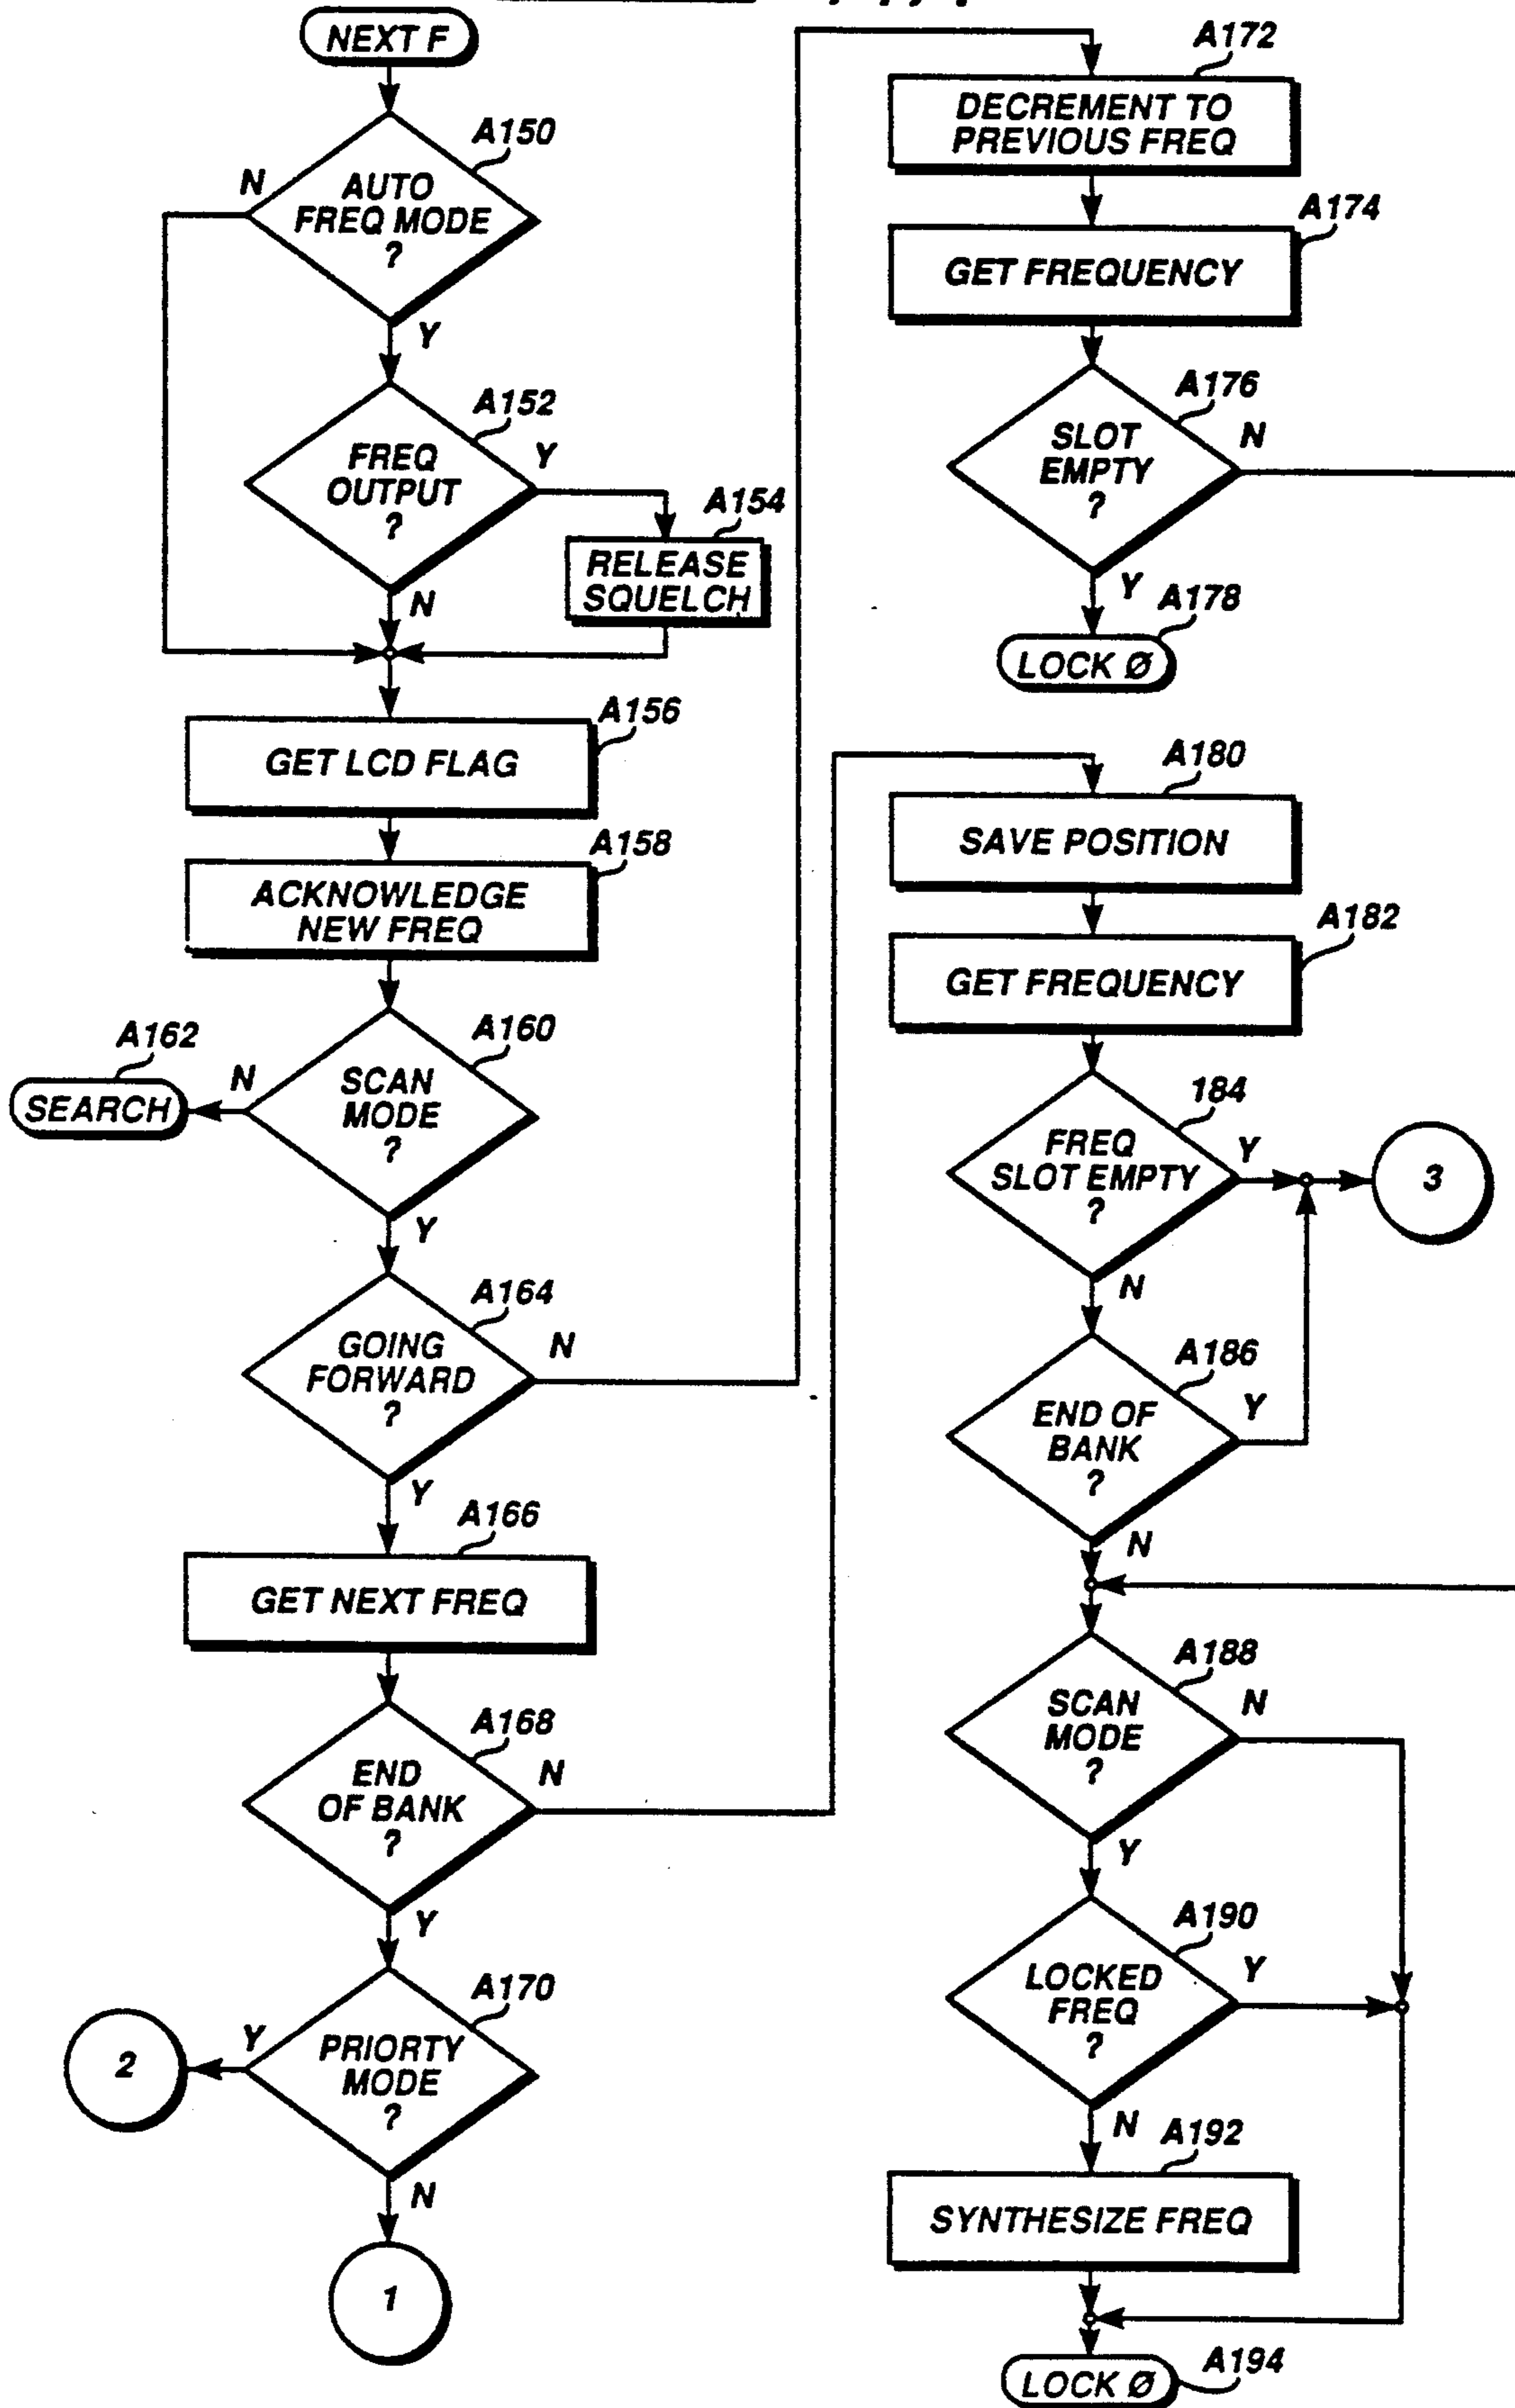 NEXT F
A150
N
AUTO
FREQ MODE
?
Y
A152
FREQ
OUTPUT
?
Y
A154
RELEASE
SQUELCH
N
A156
GET LCD FLAG
A158
ACKNOWLEDGE
NEW FREQ
A160
SCAN
MODE
?
N
A162
SEARCH
Y
A164
GOING
FORWARD
?
N
Y
A166
GET NEXT FREQ
A168
END
OF BANK
?
N
Y
A170
PRIORTY
MODE
?
Y
2
N
1
A172
DECREMENT TO
PREVIOUS FREQ
A174
GET FREQUENCY
A176
SLOT
EMPTY
?
N
Y
A178
LOCK Ø
A180
SAVE POSITION
A182
GET FREQUENCY
184
FREQ
SLOT EMPTY
?
Y
3
N
A186
END OF
BANK
?
Y
N
A188
SCAN
MODE
?
N
Y
A190
LOCKED
FREQ
?
Y
N
A192
SYNTHESIZE FREQ
LOCK Ø
A194